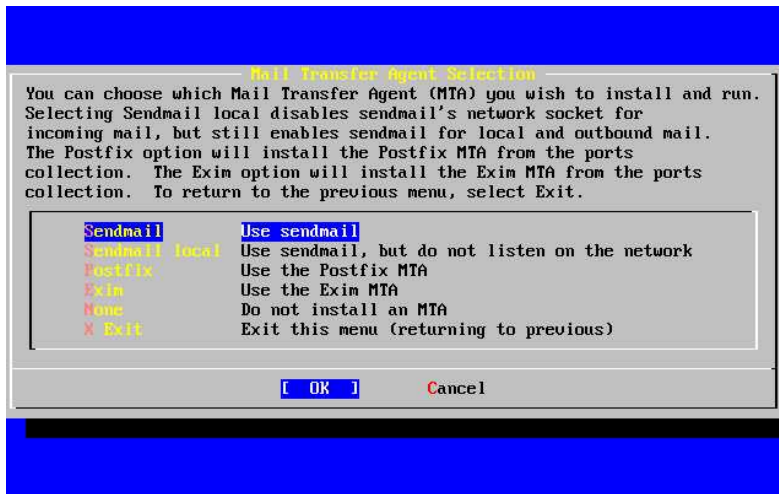 Mail Transfer Agent Selection
You can choose which Mail Transfer Agent (MTA) you wish to install and run.
Selecting Sendmail local disables sendmail's network socket for
incoming mail, but still enables sendmail for local and outbound mail.
The Postfix option will install the Postfix MTA from the ports
collection.  The Exim option will install the Exim MTA from the ports
collection.  To return to the previous menu, select Exit.
Sendmail Use sendmail
Sendmail local Use sendmail, but do not listen on the network
Postfix Use the Postfix MTA
Exim Use the Exim MTA
None Do not install an MTA
X Exit Exit this menu (returning to previous)
[ OK ] Cancel